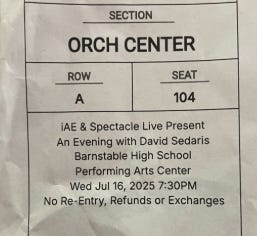 SECTION
ORCH CENTER
ROW
SEAT
A
104
iAE & Spectacle Live Present
An Evening with David Sedaris
Barnstable High School
Performing Arts Center
Wed Jul 16, 2025 7:30PM
No Re-Entry, Refunds or Exchanges